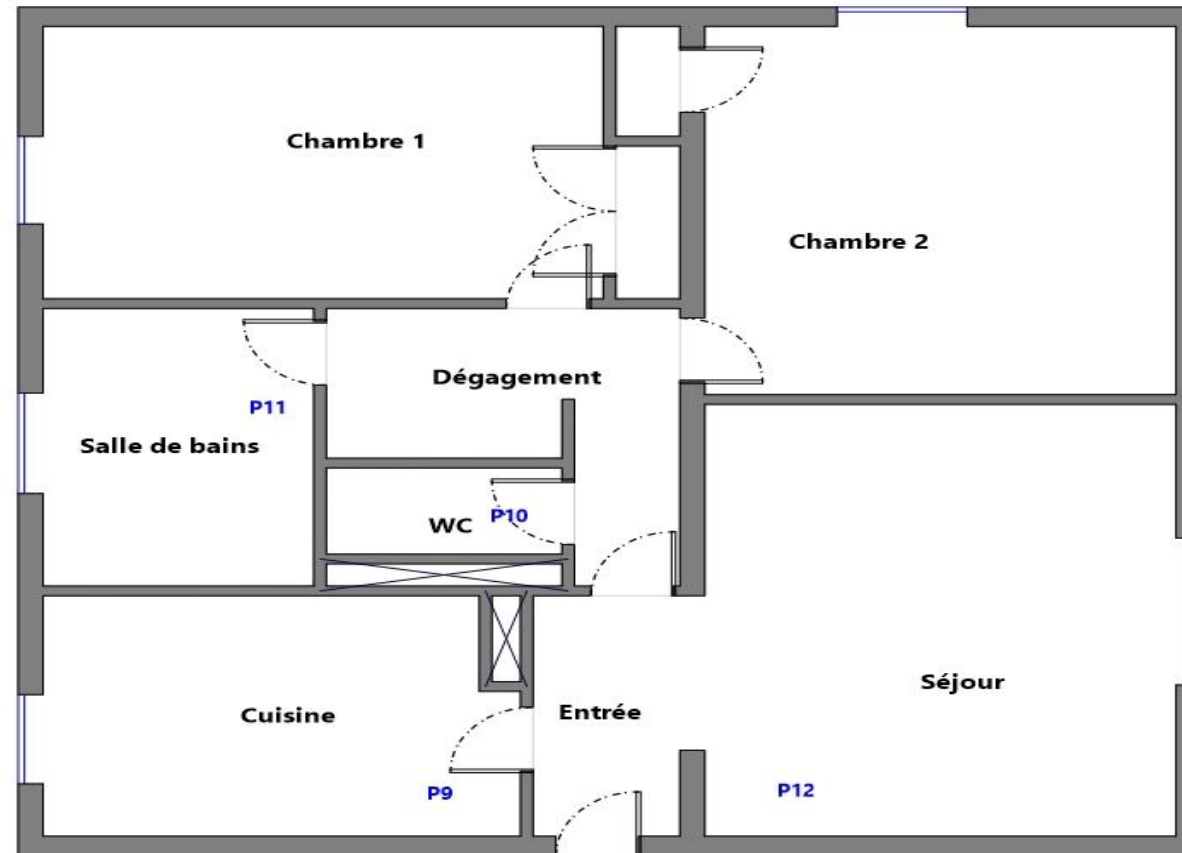 Chambre 1
Chambre 2
Dégagement
P11
Salle de bains
WC
P10
Séjour
Cuisine
Entrée
P9
P12